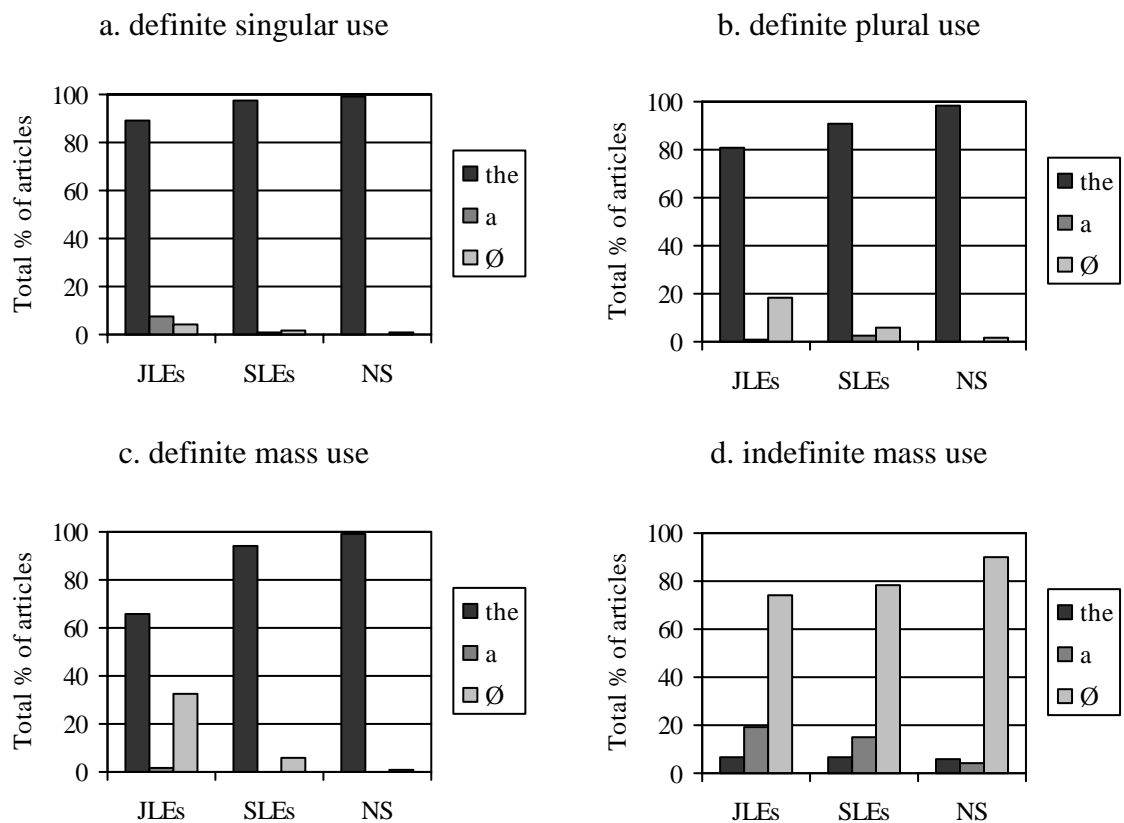 a. definite singular use
Total % of articles
100
80
60
40
20
0
JLEs SLEs NS
the
a
Ø
b. definite plural use
Total % of articles
100
80
60
40
20
0
JLEs SLEs NS
the
a
Ø
c. definite mass use
Total % of articles
100
80
60
40
20
0
JLEs SLEs NS
the
a
Ø
d. indefinite mass use
Total % of articles
100
80
60
40
20
0
JLEs SLEs NS
the
a
Ø